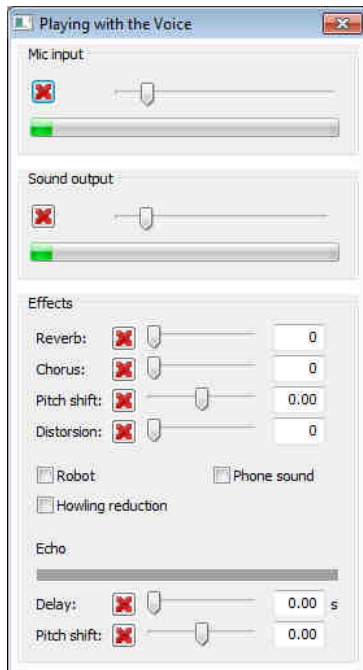 Playing with the Voice
Mic input
Sound output
Effects
Reverb: 0
Chorus: 0
Pitch shift: 0.00
Distorsion: 0
Robot Phone sound
Howling reduction
Echo
Delay: 0.00 s
Pitch shift: 0.00